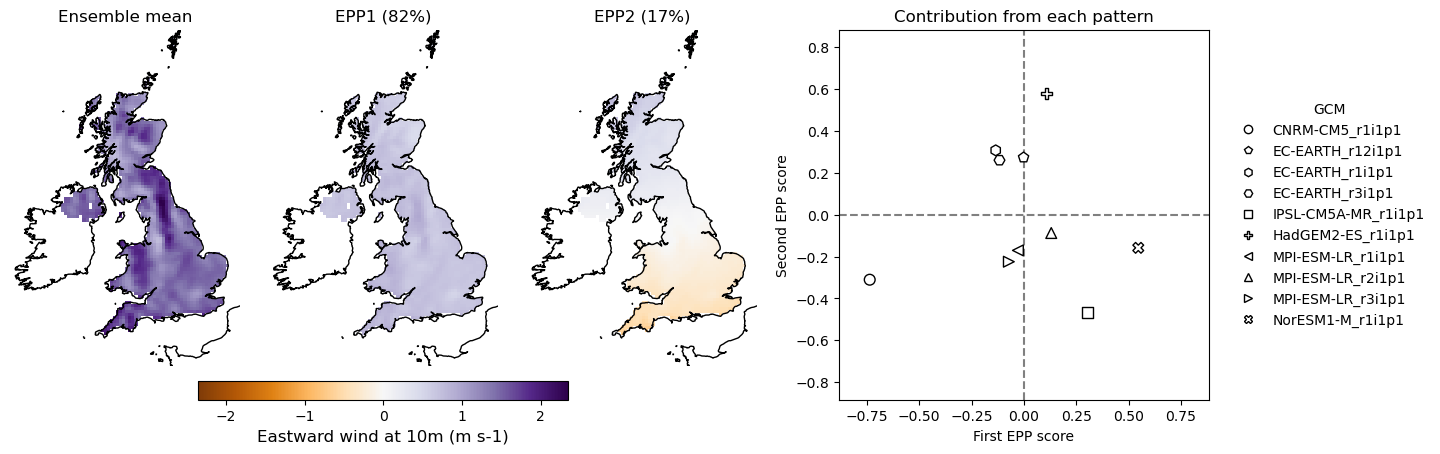 Ensemble mean
EPP1 (82%)
EPP2 (17%)
−2
−1
0
1
2
Eastward wind at 10m (m s-1)
Contribution from each pattern
Second EPP score
0.8
0.6
0.4
0.2
0.0
−0.2
−0.4
−0.6
−0.8
−0.75
−0.50
−0.25
0.00
0.25
0.50
0.75
First EPP score
GCM
CNRM-CM5_r1i1p1
EC-EARTH_r12i1p1
EC-EARTH_r1i1p1
EC-EARTH_r3i1p1
IPSL-CM5A-MR_r1i1p1
HadGEM2-ES_r1i1p1
MPI-ESM-LR_r1i1p1
MPI-ESM-LR_r2i1p1
MPI-ESM-LR_r3i1p1
NorESM1-M_r1i1p1